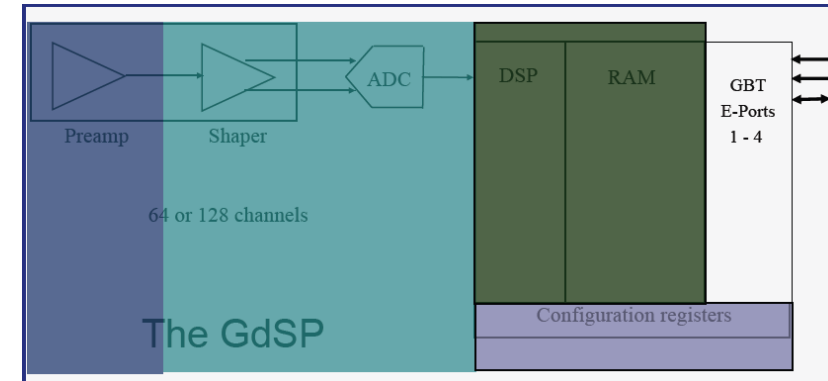 ADC
DSP
RAM
GBT
E-Ports
1 - 4
Preamp
Shaper
64 or 128 channels
The GdSP
Configuration registers